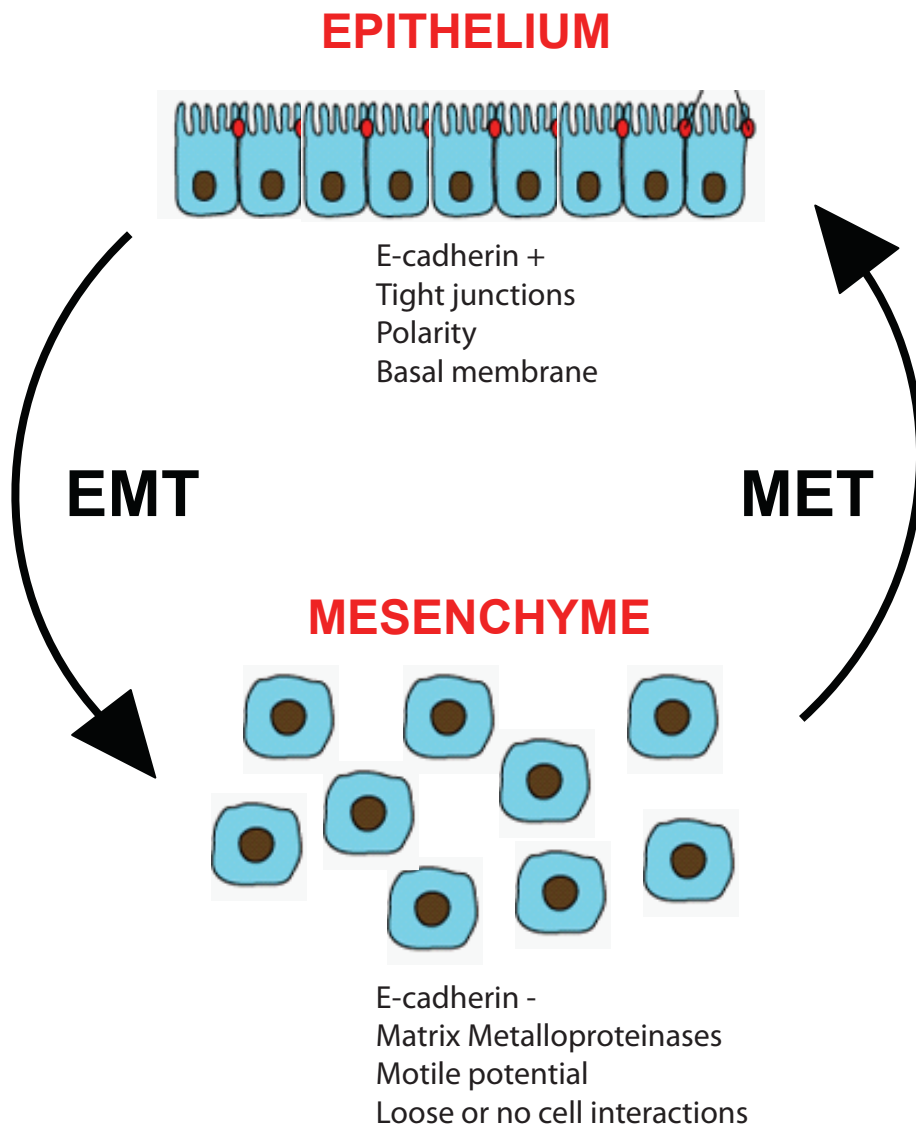 EPITHELIUM
E-cadherin +
Tight junctions
Polarity
Basal membrane
EMT
MET
MESENCHYME
E-cadherin -
Matrix Metalloproteinases
Motile potential
Loose or no cell interactions